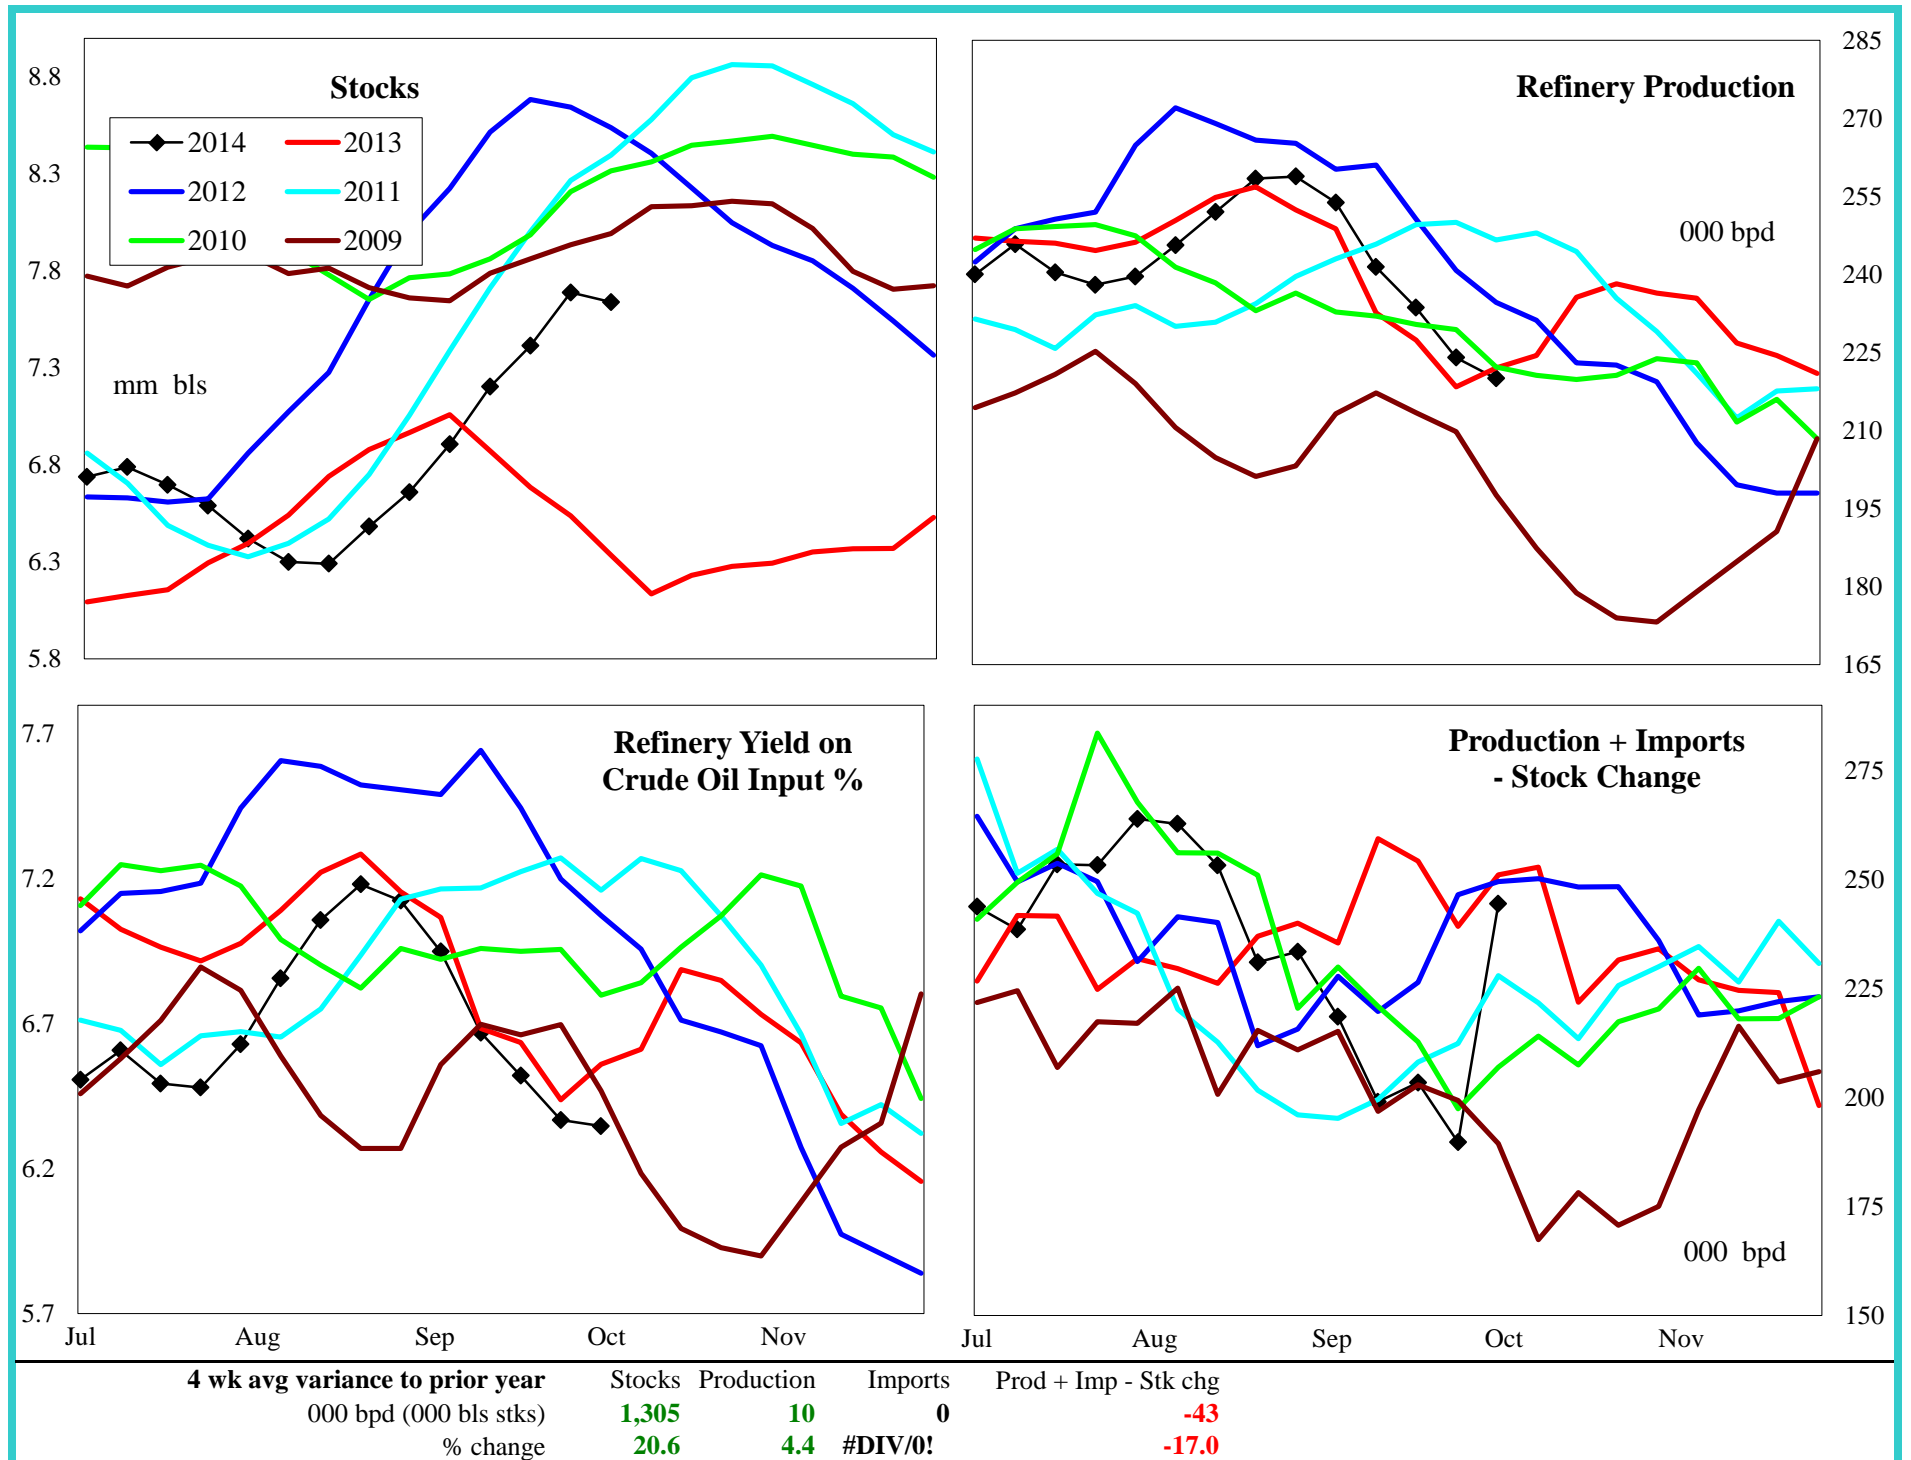 Stocks
8.8
8.3
7.8
7.3
6.8
6.3
5.8
2014 2013
2012 2011
2010 2009
mm bls
Refinery Production
000 bpd
285
270
255
240
225
210
195
180
165
Refinery Yield on
Crude Oil Input %
7.7
7.2
6.7
6.2
5.7
Jul Aug Sep Oct Nov
Production + Imports
- Stock Change
275
250
225
200
175
150
000 bpd
Jul Aug Sep Oct Nov
4 wk avg variance to prior year Stocks Production Imports Prod + Imp - Stk chg
000 bpd (000 bls stks) 1,305 10 0 -43
% change 20.6 4.4 #DIV/0! -17.0